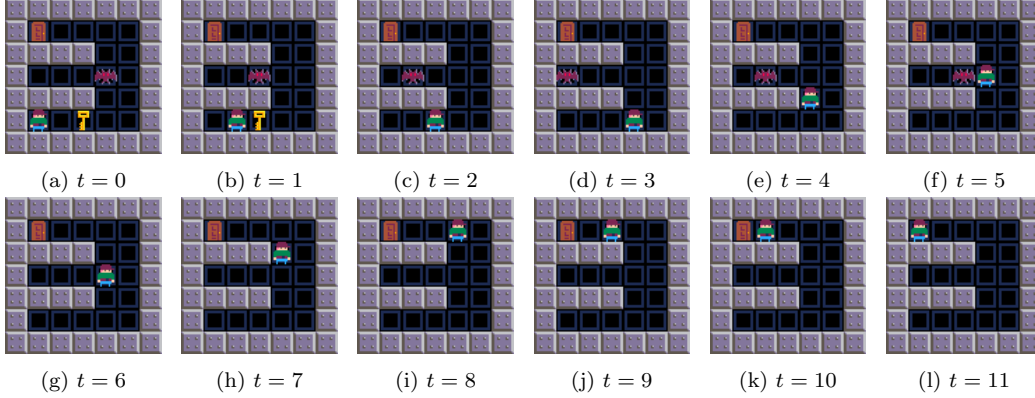 (a) t = 0
(b) t = 1
(c) t = 2
(d) t = 3
(e) t = 4
(f) t = 5
(g) t = 6
(h) t = 7
(i) t = 8
(j) t = 9
(k) t = 10
(l) t = 11